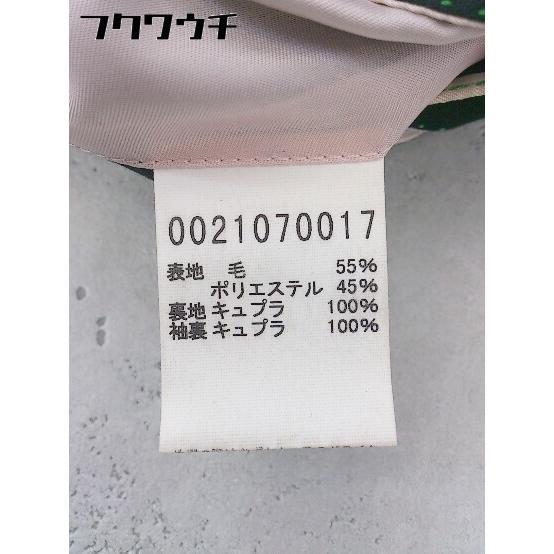 フクワウチ
0021070017
表地 毛 55%
ポリエステル 45%
裏地 キュプラ 100%
袖裏 キュプラ 100%